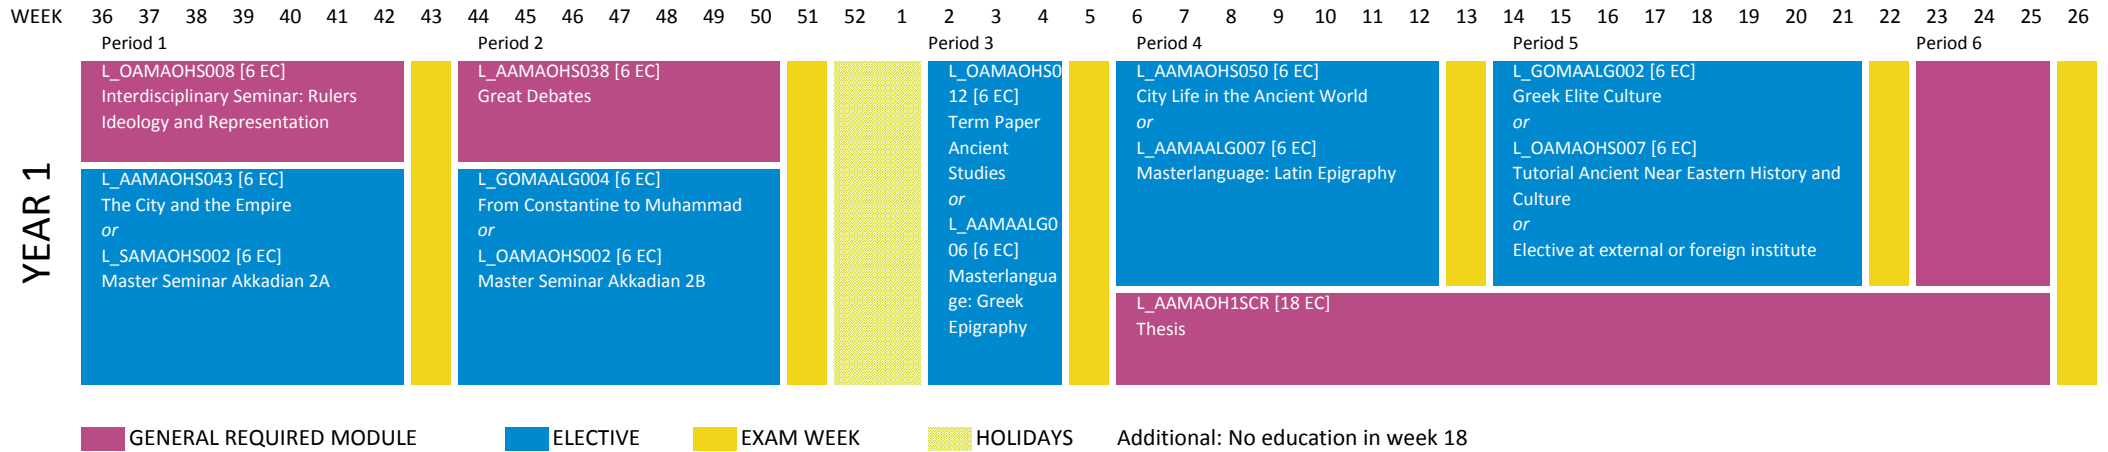 WEEK 36 37 38 39 40 41 42 43 44 45 46 47 48 49 50 51 52 1 2 3 4 5 6 7 8 9 10 11 12 13 14 15 16 17 18 19 20 21 22 23 24 25 26
Period 1 Period 2 Period 3 Period 4 Period 5 Period 6
YEAR 1
L_OAMAOHS008 [6 EC]
Interdisciplinary Seminar: Rulers
Ideology and Representation
L_AAMAOHS043 [6 EC]
The City and the Empire
or
L_SAMAOHS002 [6 EC]
Master Seminar Akkadian 2A
L_AAMAOHS038 [6 EC]
Great Debates
L_GOMAALG004 [6 EC]
From Constantine to Muhammad
or
L_OAMAOHS002 [6 EC]
Master Seminar Akkadian 2B
L_OAMAOHS0
12 [6 EC]
Term Paper
Ancient
Studies
or
L_AAMAALG0
06 [6 EC]
Masterlangua
ge: Greek
Epigraphy
L_AAMAOHS050 [6 EC]
City Life in the Ancient World
or
L_AAMAALG007 [6 EC]
Masterlanguage: Latin Epigraphy
L_GOMAALG002 [6 EC]
Greek Elite Culture
or
L_OAMAOHS007 [6 EC]
Tutorial Ancient Near Eastern History and
Culture
or
Elective at external or foreign institute
L_AAMAOH1SCR [18 EC]
Thesis
GENERAL REQUIRED MODULE ELECTIVE EXAM WEEK HOLIDAYS Additional: No education in week 18